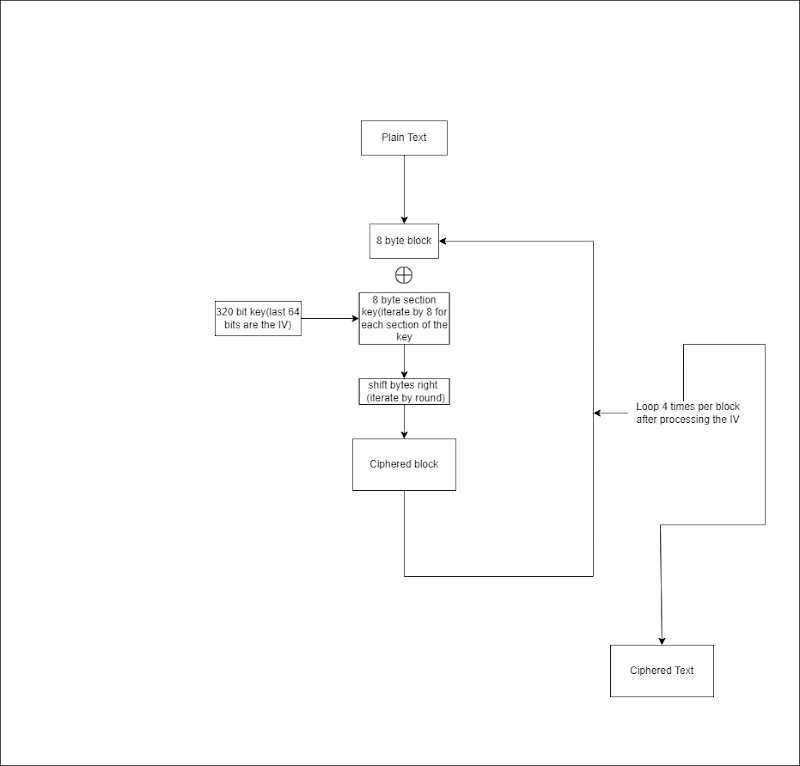 Plain Text
8 byte block
320 bit key(last 64
bits are the IV)
8 byte section
key(iterate by 8 for
each section of the
key
shift bytes right
(iterate by round)
Ciphered block
Loop 4 times per block
after processing the IV
Ciphered Text